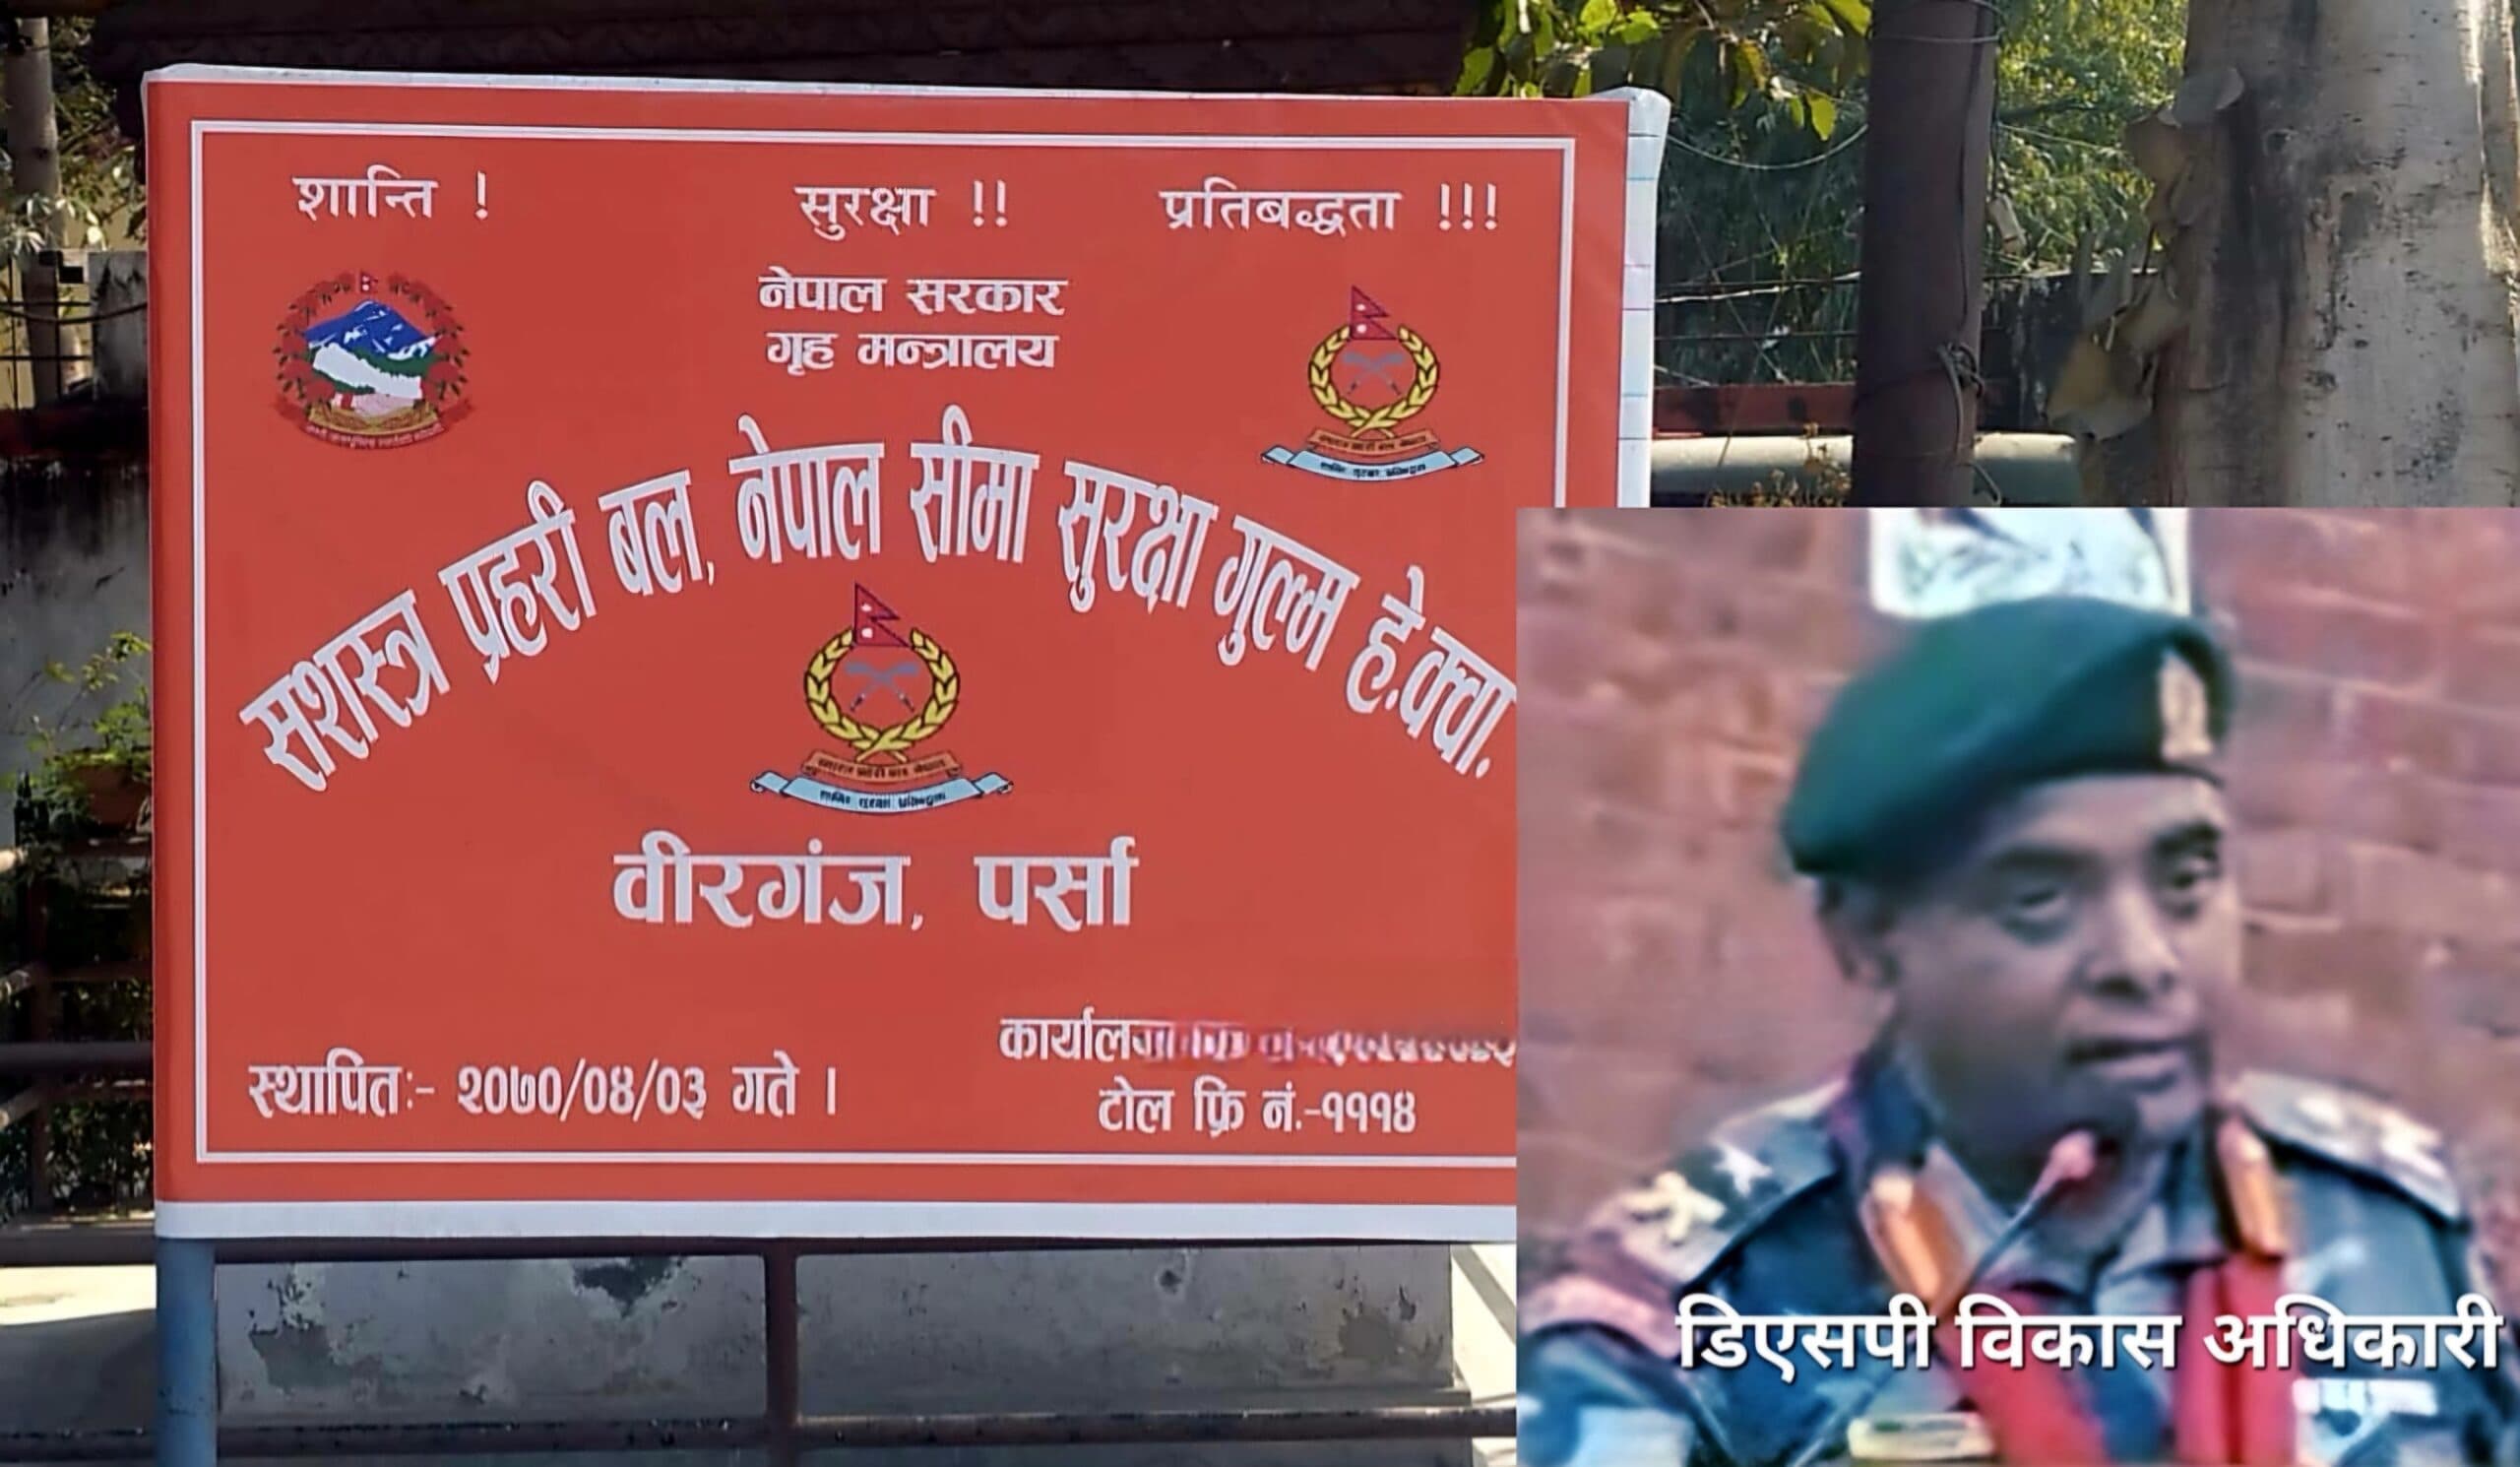 शान्ति ! सुरक्षा !! प्रतिबद्धता !!!
नेपाल सरकार
गृह मन्त्रालय
सशस्त्र प्रहरी बल, नेपाल सीमा सुरक्षा गुल्म हे.क्वा.
वीरगंज, पर्सा
स्थापितः- २०७०/०४/०३ गते ।
टोल फ्रि नं.-१११४
डिएसपी विकास अधिकारी